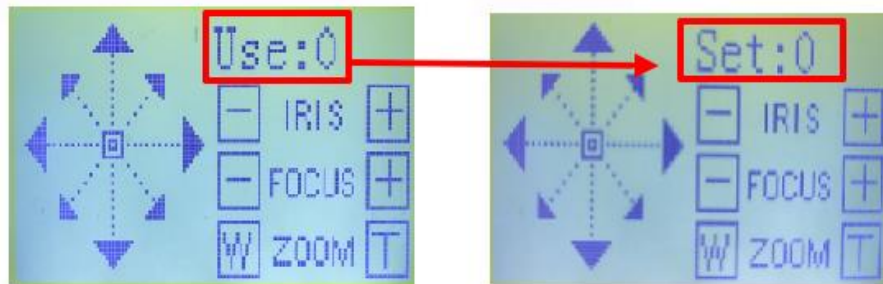 Use:0
- IRIS +
- FOCUS +
W ZOOM T
Set:0
- IRIS +
- FOCUS +
W ZOOM T